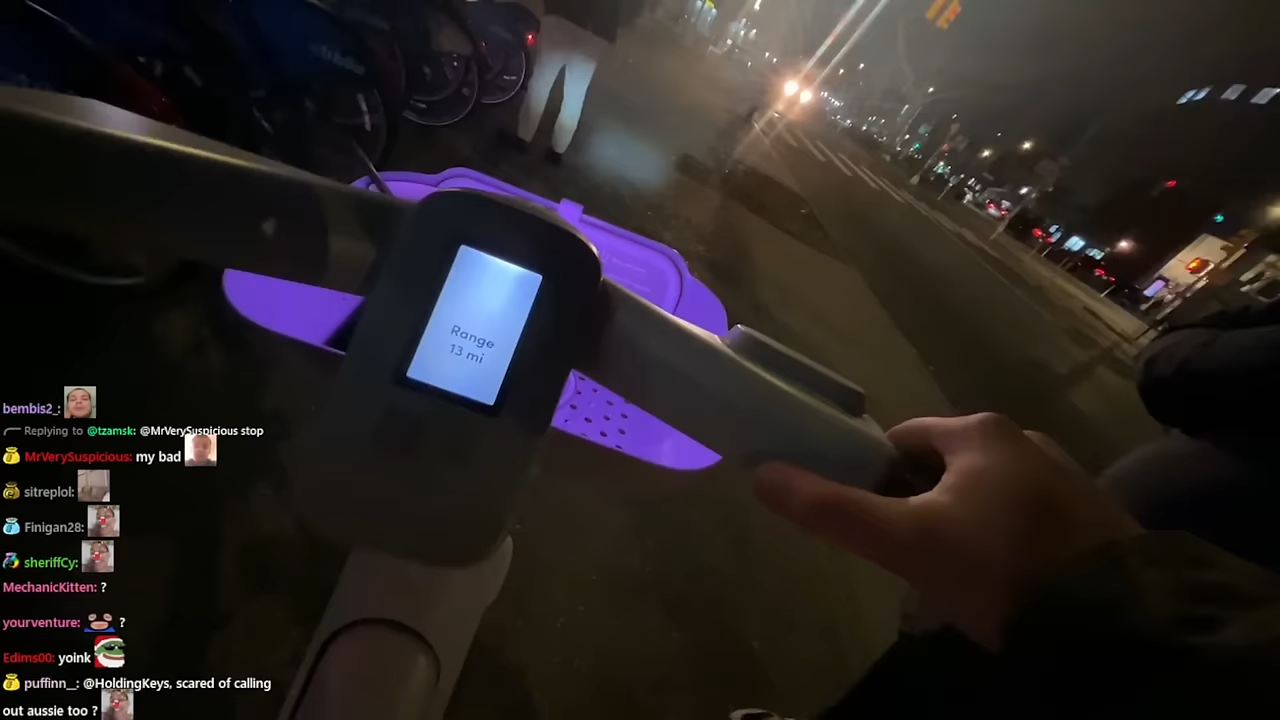 Range
13 mi
bembis2_:
Replying to @tzamsk: @MrVerySuspicious stop
MrVerySuspicious: my bad
sitreplol:
Finigan28:
sheriffCy:
MechanicKitten: ?
yourventure: ?
Edims00: yoink
puffinn__: @HoldingKeys, scared of calling
out aussie too ?